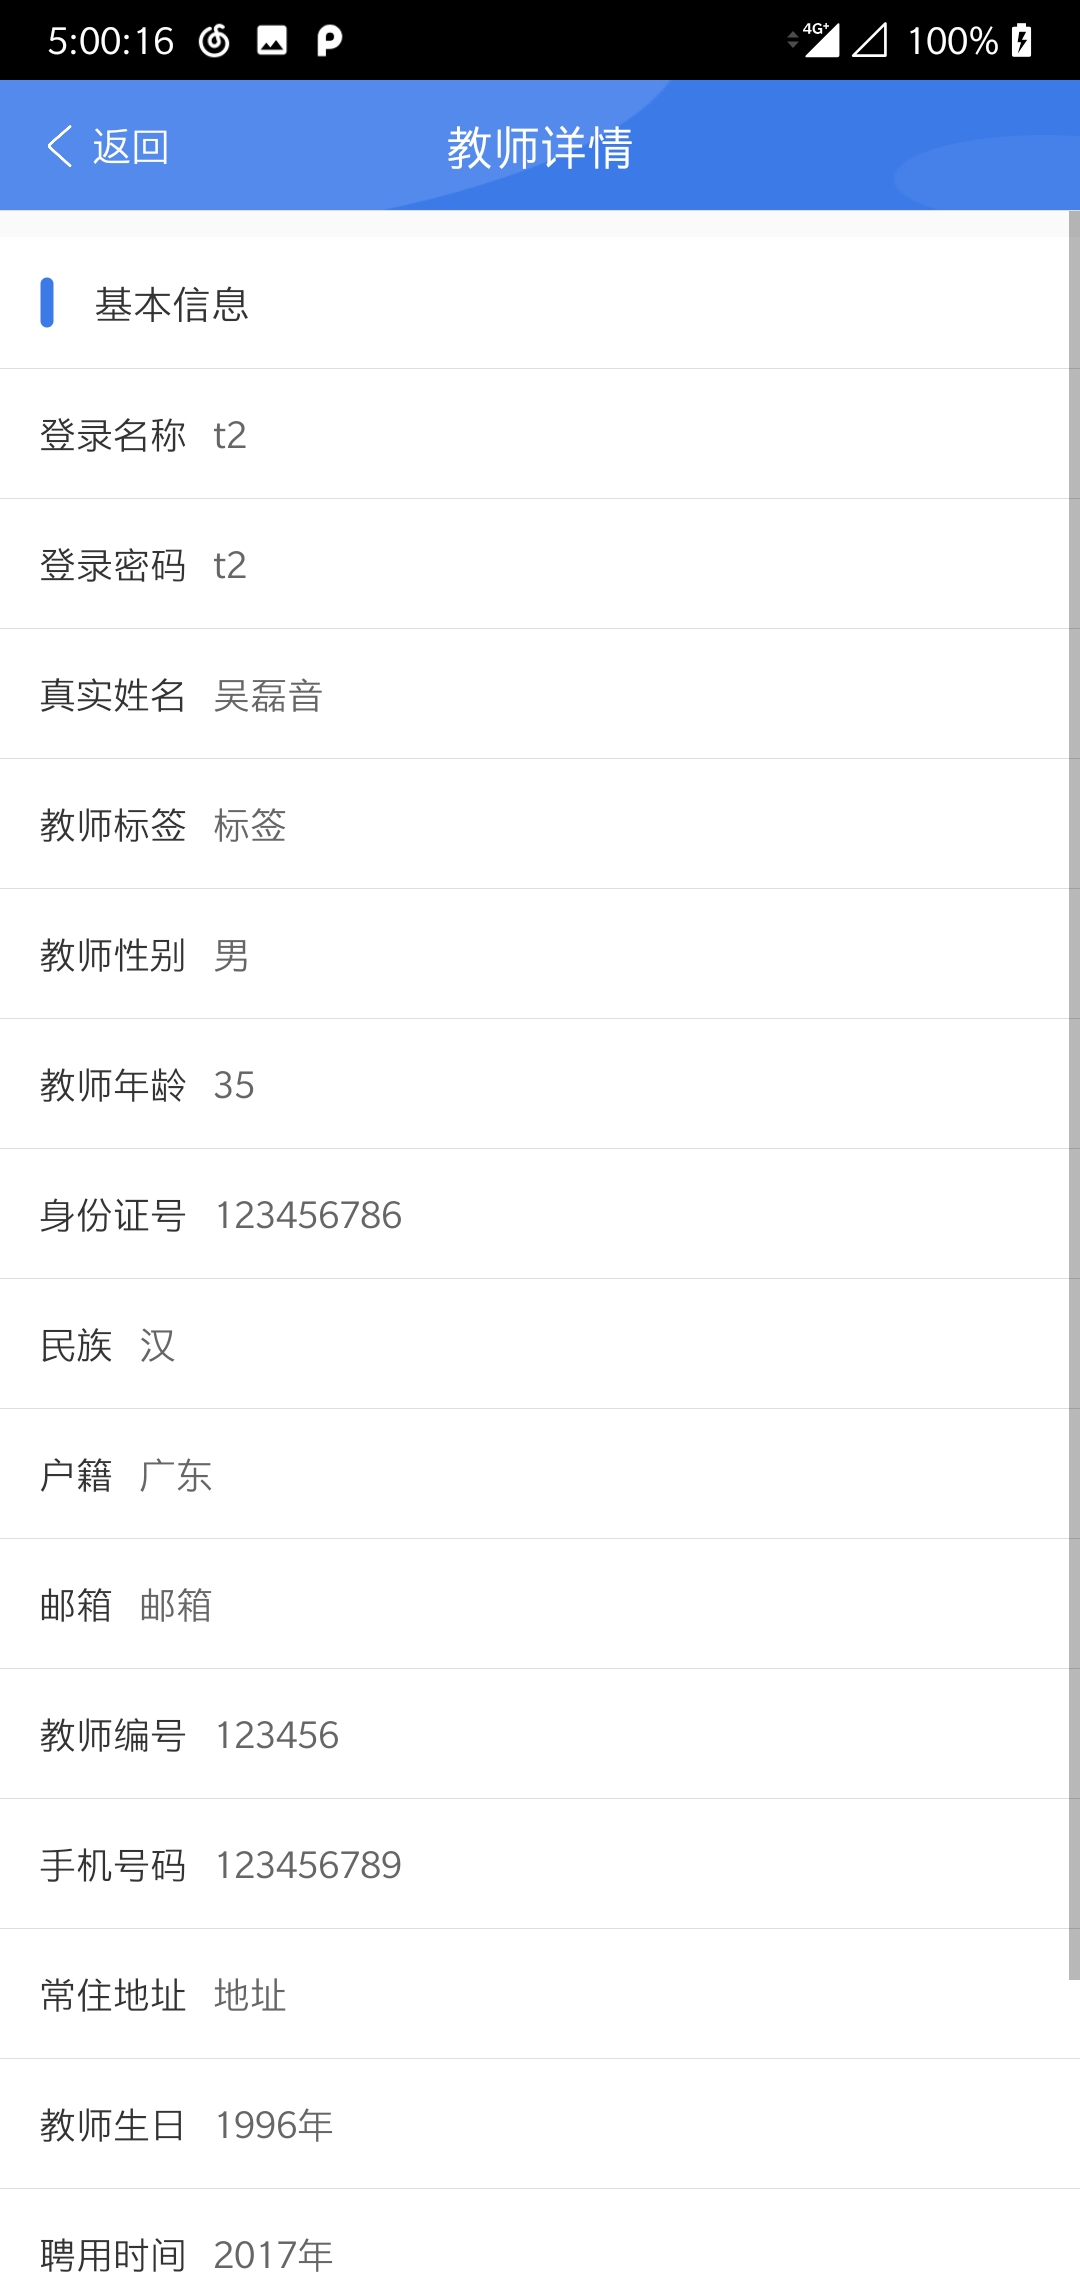 5:00:16 4G+ 100%
返回 教师详情
基本信息
登录名称 t2
登录密码 t2
真实姓名 吴磊音
教师标签 标签
教师性别 男
教师年龄 35
身份证号 123456786
民族 汉
户籍 广东
邮箱 邮箱
教师编号 123456
手机号码 123456789
常住地址 地址
教师生日 1996年
聘用时间 2017年